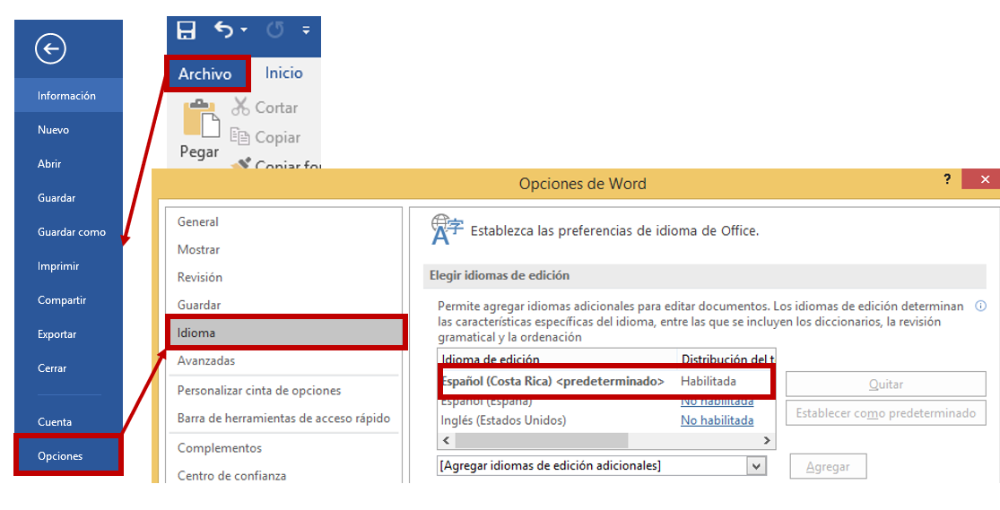 Información
Nuevo
Abrir
Guardar
Guardar como
Imprimir
Compartir
Exportar
Cerrar
Cuenta
Opciones
Archivo
Inicio
Pegar
Cortar
Copiar
Copiar for
Opciones de Word
?
General
Mostrar
Revisión
Guardar
Idioma
Avanzadas
Personalizar cinta de opciones
Barra de herramientas de acceso rápido
Complementos
Centro de confianza
A字
Establezca las preferencias de idioma de Office.
Elegir idiomas de edición
Permite agregar idiomas adicionales para editar documentos. Los idiomas de edición determinan
las características específicas del idioma, entre las que se incluyen los diccionarios, la revisión
gramatical y la ordenación
Idioma de edición Distribución del t
Español (Costa Rica) <predeterminado> Habilitada
Español (España) No habilitada
Inglés (Estados Unidos) No habilitada
Quitar
Establecer como predeterminado
[Agregar idiomas de edición adicionales]
Agregar